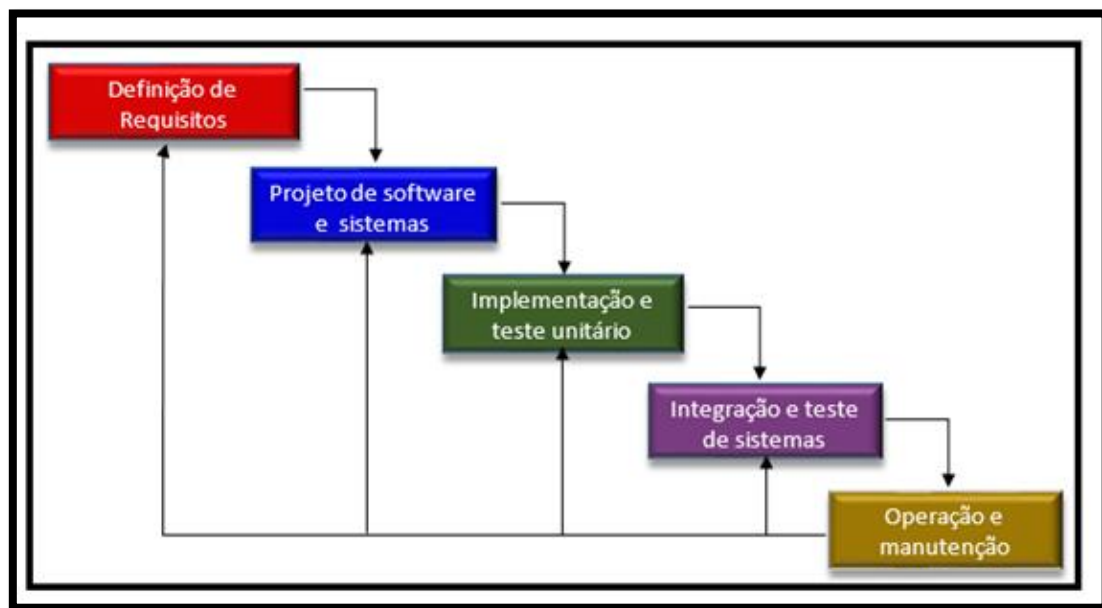 Definição de
Requisitos
Projeto de software
e sistemas
Implementação e
teste unitário
Integração e teste
de sistemas
Operação e
manutenção